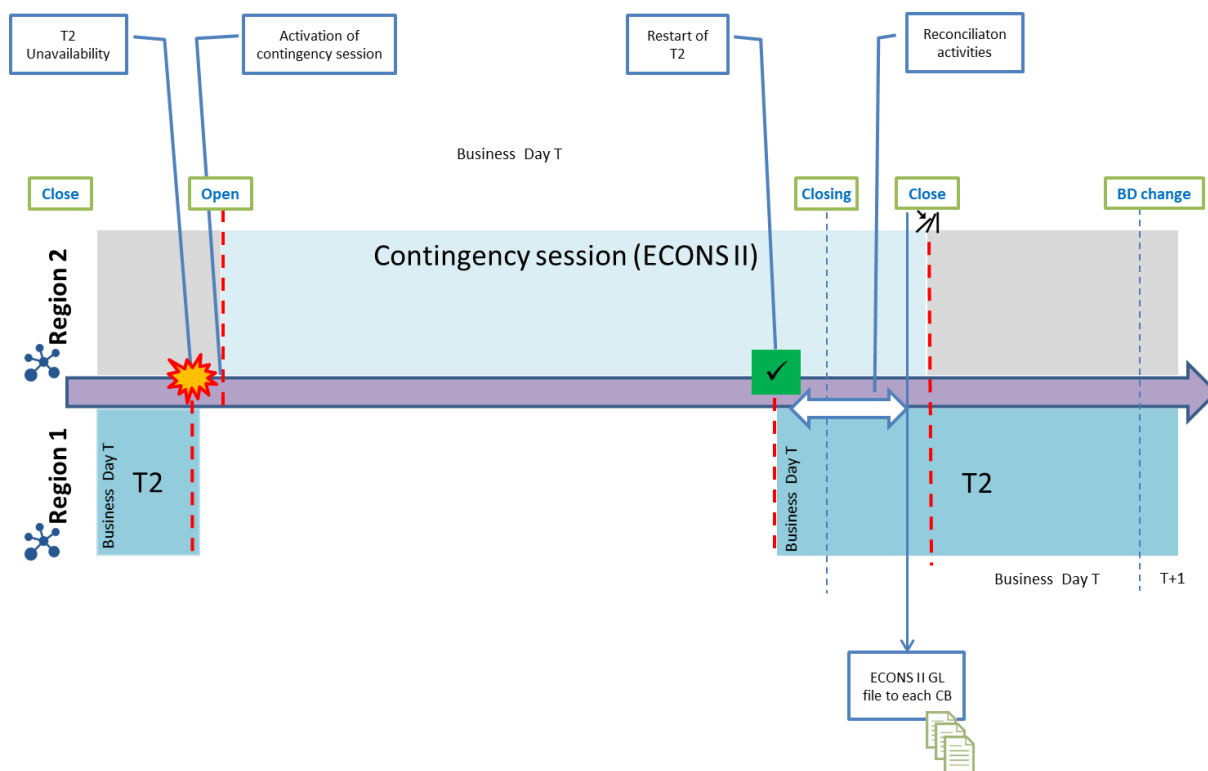 T2
Unavailability
Activation of
contingency session
Restart of
T2
Reconciliaton
activities
Business Day T
Close
Open
Closing
Close
BD change
Contingency session (ECONS II)
Region 2
Region 1
Business Day T
T2
Business Day T
T2
Business Day T
T+1
ECONS II GL
file to each CB